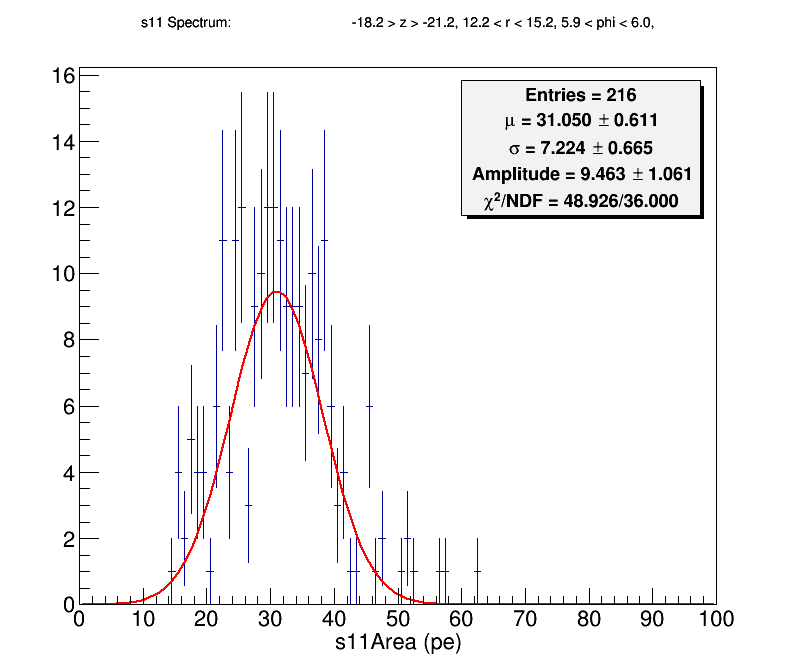 s11 Spectrum: -18.2 > z > -21.2, 12.2 < r < 15.2, 5.9 < phi < 6.0,
Entries = 216
μ = 31.050 ± 0.611
σ = 7.224 ± 0.665
Amplitude = 9.463 ± 1.061
χ²/NDF = 48.926/36.000
16
14
12
10
8
6
4
2
0
0 10 20 30 40 50 60 70 80 90 100
s11Area (pe)